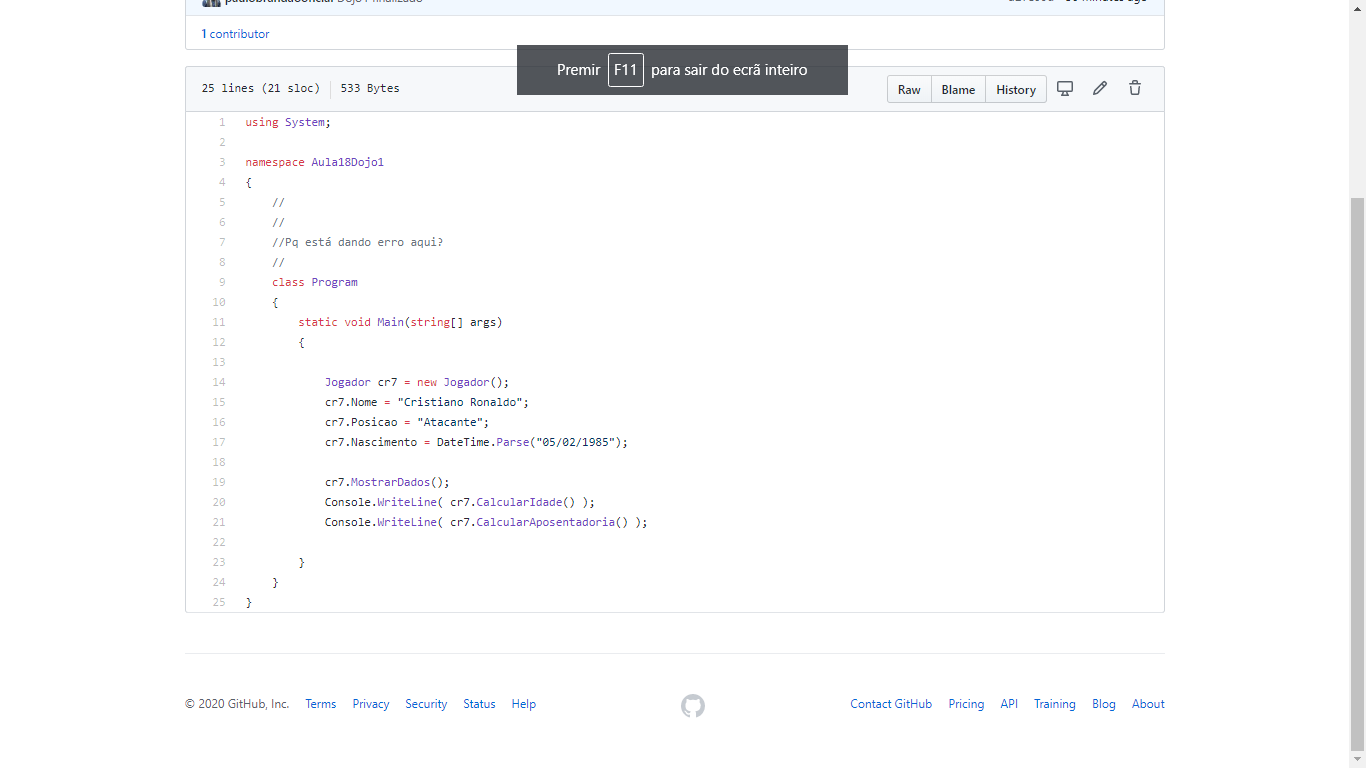 1 contributor
Premir F11 para sair do ecrã inteiro
25 lines (21 sloc) 533 Bytes
Raw Blame History
1 using System;
2
3 namespace Aula18Dojo1
4 {
5 //
6 //
7 //Pq está dando erro aqui?
8 //
9 class Program
10 {
11 static void Main(string[] args)
12 {
13
14 Jogador cr7 = new Jogador();
15 cr7.Nome = "Cristiano Ronaldo";
16 cr7.Posicao = "Atacante";
17 cr7.Nascimento = DateTime.Parse("05/02/1985");
18
19 cr7.MostrarDados();
20 Console.WriteLine( cr7.CalcularIdade() );
21 Console.WriteLine( cr7.CalcularAposentadoria() );
22
23 }
24 }
25 }
© 2020 GitHub, Inc. Terms Privacy Security Status Help Contact GitHub Pricing API Training Blog About